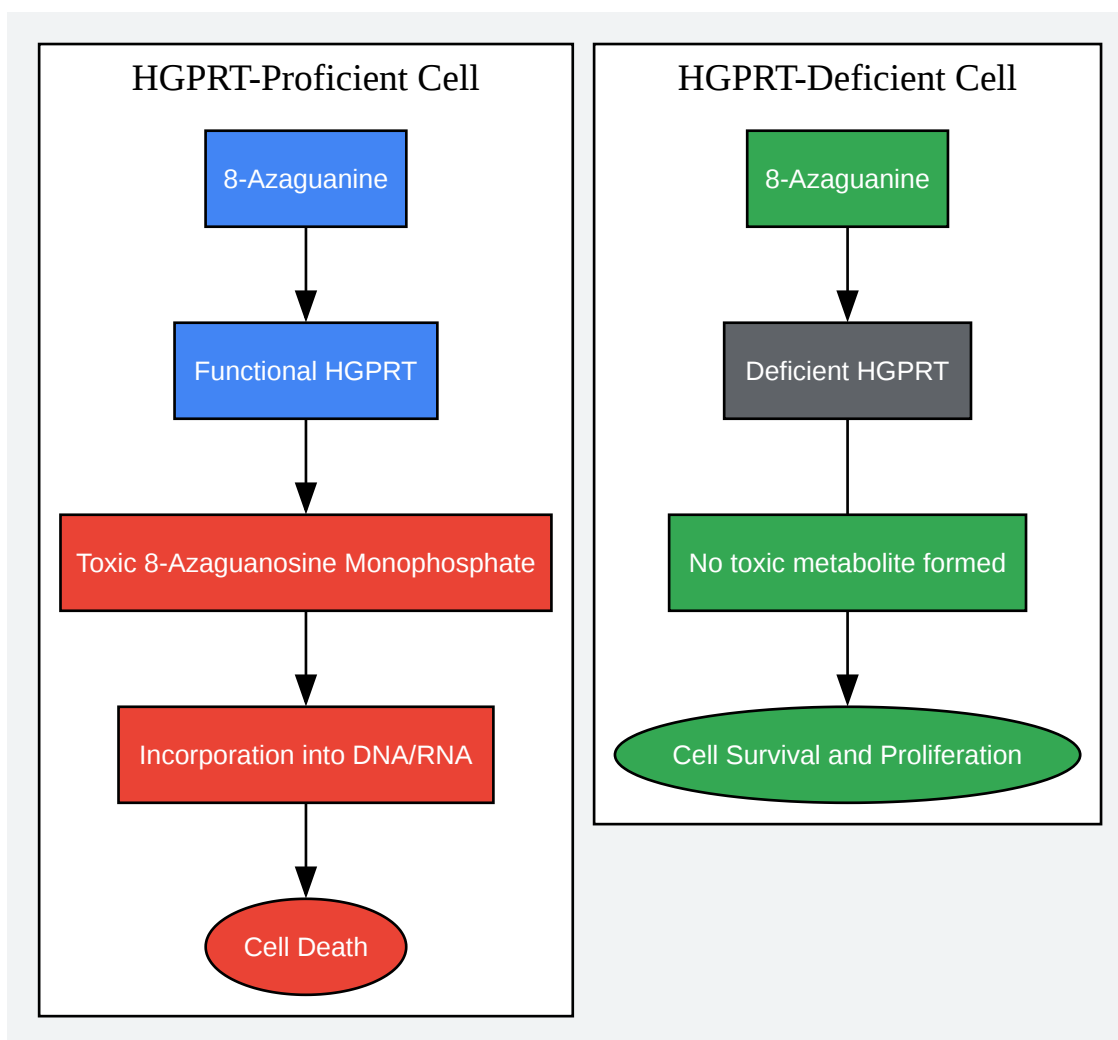 HGPRT-Proficient Cell
8-Azaguanine
Functional HGPRT
Toxic 8-Azaguanosine Monophosphate
Incorporation into DNA/RNA
Cell Death
HGPRT-Deficient Cell
8-Azaguanine
Deficient HGPRT
No toxic metabolite formed
Cell Survival and Proliferation